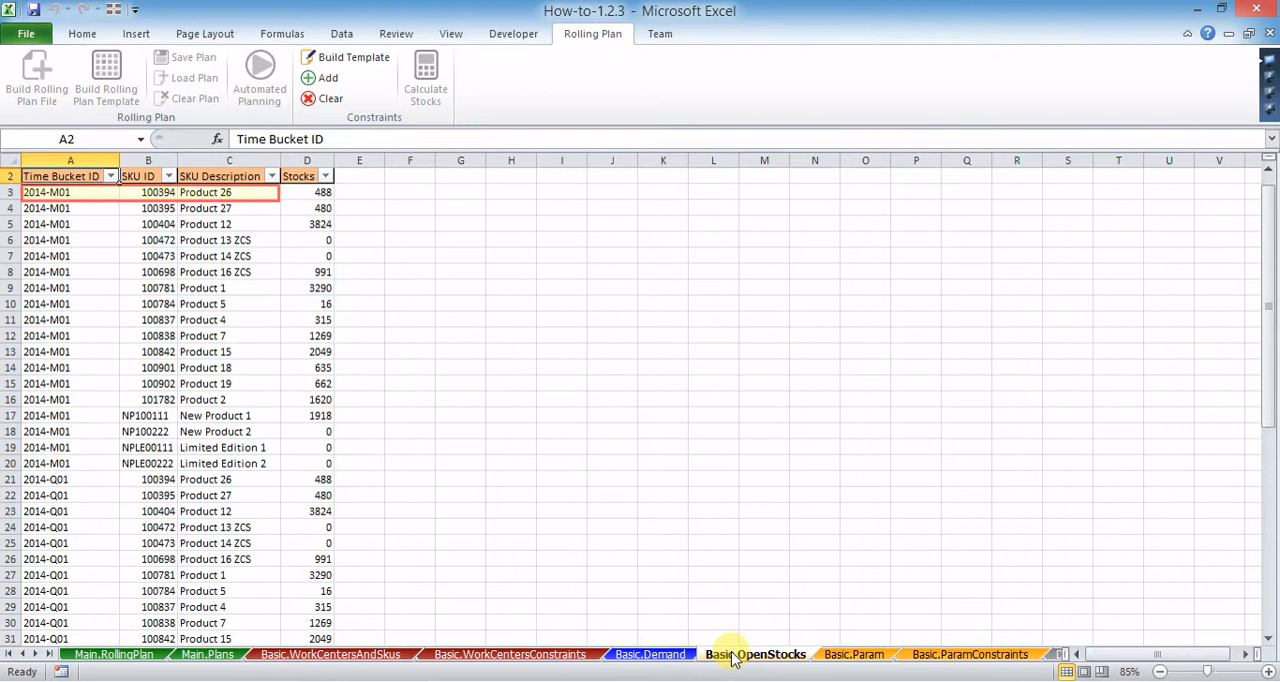 How-to-1.2.3 - Microsoft Excel
File Home Insert Page Layout Formulas Data Review View Developer Rolling Plan Team
Build Rolling Plan File
Build Rolling Plan Template
Save Plan
Load Plan
Clear Plan
Automated Planning
Rolling Plan
Build Template
Add
Clear
Constraints
Calculate Stocks
A2 fx Time Bucket ID
A B C D E F G H I J K L M N O P Q R S T U V
2 Time Bucket ID SKU ID SKU Description Stocks
3 2014-M01 100394 Product 26 488
4 2014-M01 100395 Product 27 480
5 2014-M01 100404 Product 12 3824
6 2014-M01 100472 Product 13 ZCS 0
7 2014-M01 100473 Product 14 ZCS 0
8 2014-M01 100698 Product 16 ZCS 991
9 2014-M01 100781 Product 1 3290
10 2014-M01 100784 Product 5 16
11 2014-M01 100837 Product 4 315
12 2014-M01 100838 Product 7 1269
13 2014-M01 100842 Product 15 2049
14 2014-M01 100901 Product 18 635
15 2014-M01 100902 Product 19 662
16 2014-M01 101782 Product 2 1620
17 2014-M01 NP100111 New Product 1 1918
18 2014-M01 NP100222 New Product 2 0
19 2014-M01 NPLE00111 Limited Edition 1 0
20 2014-M01 NPLE00222 Limited Edition 2 0
21 2014-Q01 100394 Product 26 488
22 2014-Q01 100395 Product 27 480
23 2014-Q01 100404 Product 12 3824
24 2014-Q01 100472 Product 13 ZCS 0
25 2014-Q01 100473 Product 14 ZCS 0
26 2014-Q01 100698 Product 16 ZCS 991
27 2014-Q01 100781 Product 1 3290
28 2014-Q01 100784 Product 5 16
29 2014-Q01 100837 Product 4 315
30 2014-Q01 100838 Product 7 1269
31 2014-Q01 100842 Product 15 2049
Main.RollingPlan Main.Plans Basic.WorkCentersAndSkus Basic.WorkCentersConstraints Basic.Demand Basic.OpenStocks Basic.Param Basic.ParamConstraints
Ready 85%